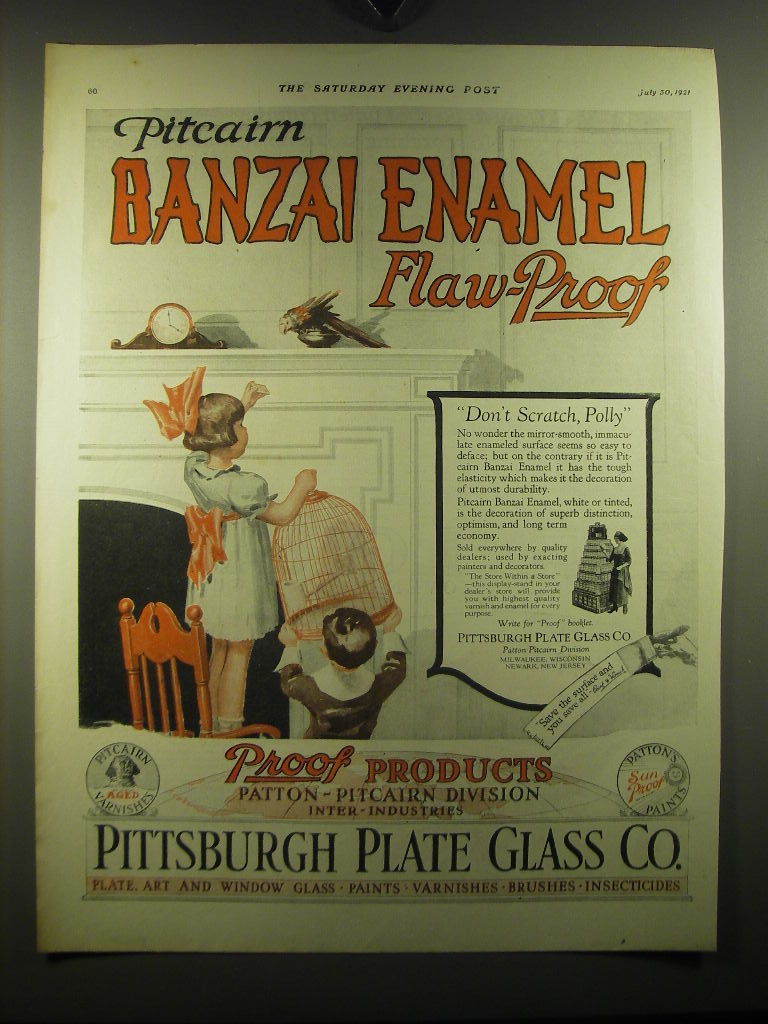 60
THE SATURDAY EVENING POST
July 30, 1921
Pitcairn
BANZAI ENAMEL
Flaw-Proof
"Don't Scratch, Polly"
No wonder the mirror-smooth, immacu-
late enameled surface seems so easy to
deface; but on the contrary if it is Pit-
cairn Banzai Enamel it has the tough
elasticity which makes it the decoration
of utmost durability.
Pitcairn Banzai Enamel, white or tinted,
is the decoration of superb distinction,
optimism, and long term
economy.
Sold everywhere by quality
dealers; used by exacting
painters and decorators.
"The Store Within a Store"
—this display-stand in your
dealer's store will provide
you with highest quality
varnish and enamel for every
purpose.
Write for "Proof" booklet.
PITTSBURGH PLATE GLASS CO
Patton-Pitcairn Division
MILWAUKEE, WISCONSIN
NEWARK, NEW JERSEY
"Save the surface and
you save all"
PITCAIRN
AGED
VARNISHES
Proof PRODUCTS
PATTON-PITCAIRN DIVISION
INTER-INDUSTRIES
PATTON'S
Sun
Proof
PAINTS
PITTSBURGH PLATE GLASS CO.
PLATE, ART AND WINDOW GLASS · PAINTS · VARNISHES · BRUSHES · INSECTICIDES